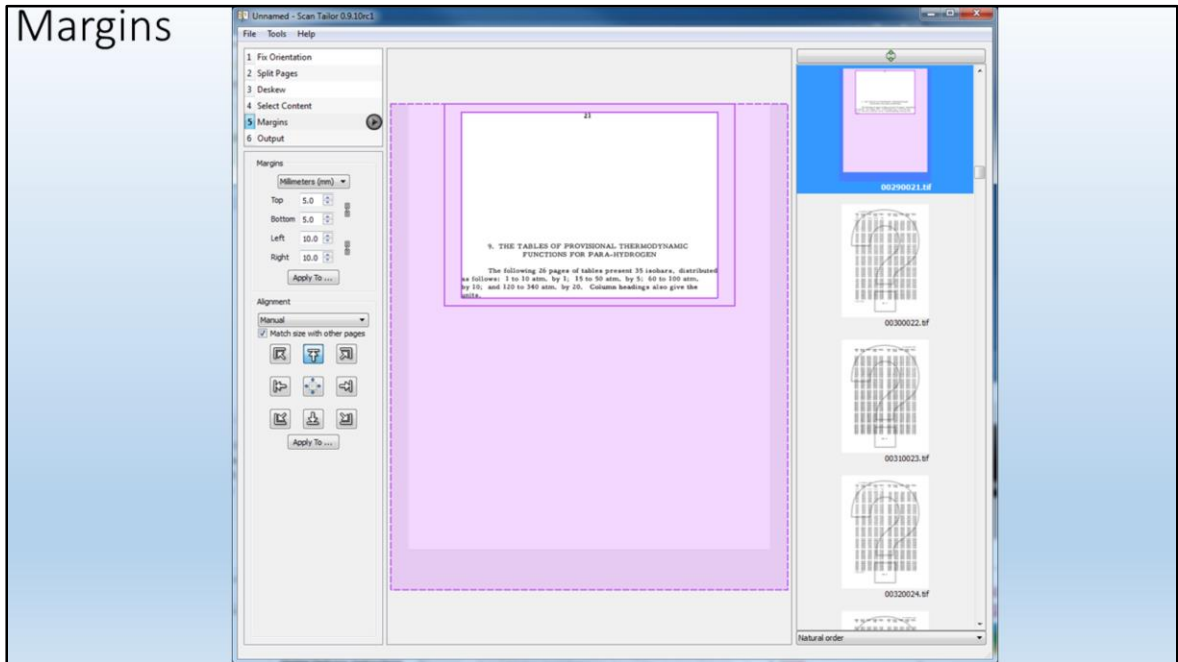 Margins
Unnamed - Scan Tailor 0.9.10rc1
File Tools Help
1 Fix Orientation
2 Split Pages
3 Deskew
4 Select Content
5 Margins
6 Output
Margins
Millimeters (mm)
Top 5.0
Bottom 5.0
Left 10.0
Right 10.0
Apply To ...
Alignment
Manual
Match size with other pages
Apply To ...
23
9. THE TABLES OF PROVISIONAL THERMODYNAMIC
FUNCTIONS FOR PARA-HYDROGEN
The following 26 pages of tables present 35 isobars, distributed
as follows: 1 to 10 atm, by 1; 15 to 50 atm, by 5; 60 to 100 atm,
by 10; and 120 to 340 atm, by 20. Column headings also give the
units.
00290021.tif
00300022.tif
00310023.tif
00320024.tif
Natural order